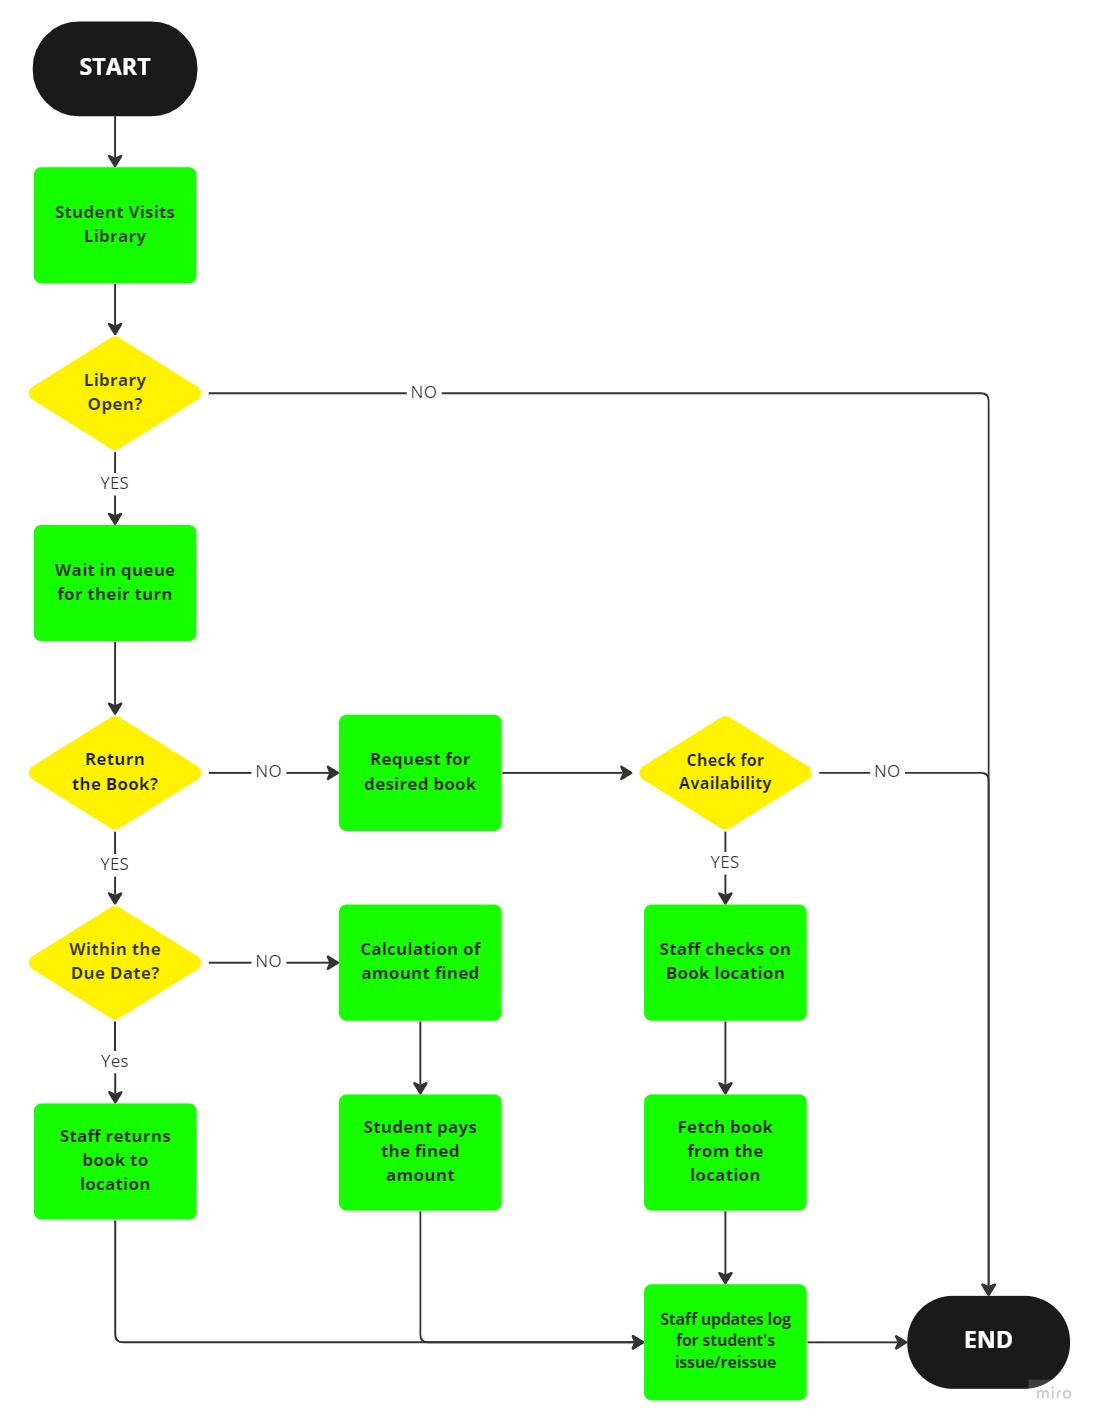 START
Student Visits
Library
Library
Open?
NO
YES
Wait in queue
for their turn
Return
the Book?
NO
Request for
desired book
Check for
Availability
NO
YES
YES
Within the
Due Date?
NO
Calculation of
amount fined
Staff checks on
Book location
Yes
Staff returns
book to
location
Student pays
the fined
amount
Fetch book
from the
location
Staff updates log
for student's
issue/reissue
END
miro